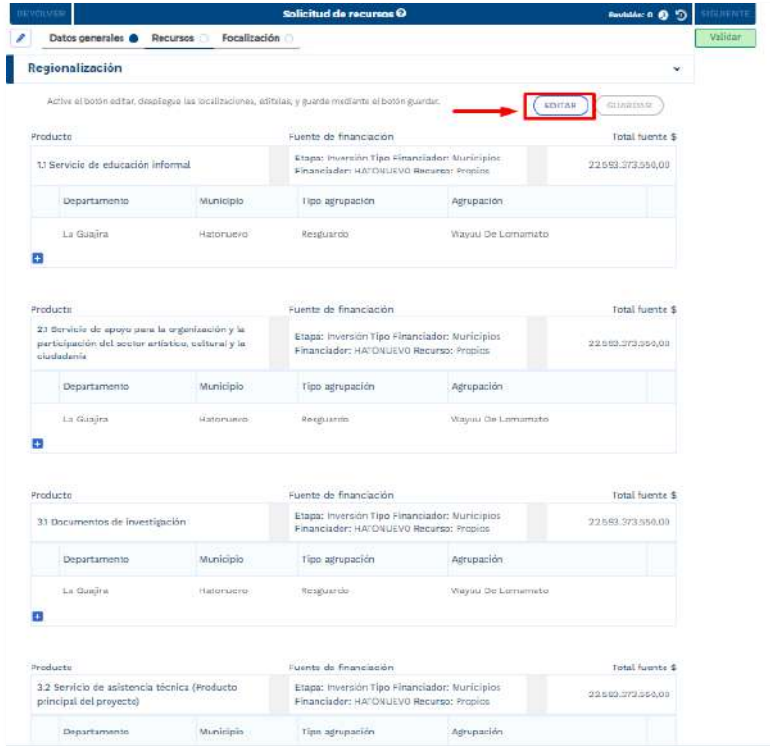 DEVOLVER
Solicitud de recursos
Revisión: 0
SIGUIENTE
Datos generales Recursos Focalización
Validar
Regionalización
Active el botón editar, despliegue las localizaciones, edítelas, y guarde mediante el botón guardar.
EDITAR
GUARDAR
Producto Fuente de financiación Total fuente $
1.1 Servicio de educación informal
Etapa: Inversión Tipo Financiador: Municipios
Financiador: HATONUEVO Recurso: Propios
22.593.373.550,00
Departamento Municipio Tipo agrupación Agrupación
La Guajira Hatonuevo Resguardo Wayuu De Lomamato
Producto Fuente de financiación Total fuente $
2.1 Servicio de apoyo para la organización y la
participación del sector artístico, cultural y la
ciudadanía
Etapa: Inversión Tipo Financiador: Municipios
Financiador: HATONUEVO Recurso: Propios
22.593.373.550,00
Departamento Municipio Tipo agrupación Agrupación
La Guajira Hatonuevo Resguardo Wayuu De Lomamato
Producto Fuente de financiación Total fuente $
3.1 Documentos de investigación
Etapa: Inversión Tipo Financiador: Municipios
Financiador: HATONUEVO Recurso: Propios
22.593.373.550,00
Departamento Municipio Tipo agrupación Agrupación
La Guajira Hatonuevo Resguardo Wayuu De Lomamato
Producto Fuente de financiación Total fuente $
3.2 Servicio de asistencia técnica (Producto
principal del proyecto)
Etapa: Inversión Tipo Financiador: Municipios
Financiador: HATONUEVO Recurso: Propios
22.593.373.550,00
Departamento Municipio Tipo agrupación Agrupación